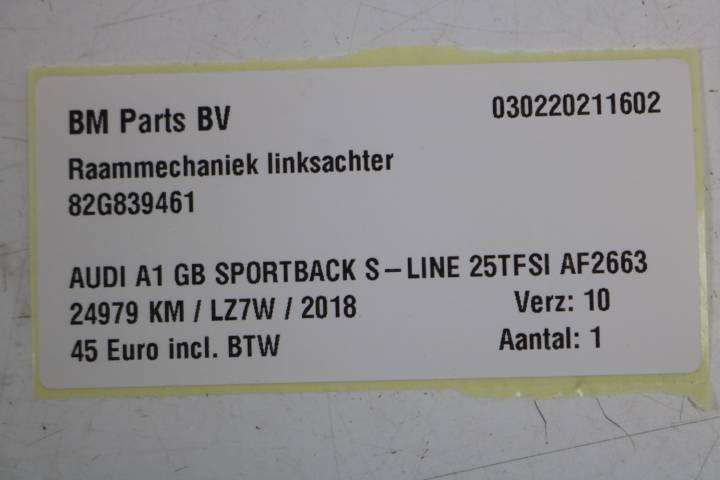 BM Parts BV 030220211602
Raammechaniek linksachter
82G839461
AUDI A1 GB SPORTBACK S-LINE 25TFSI AF2663
24979 KM / LZ7W / 2018 Verz: 10
45 Euro incl. BTW Aantal: 1